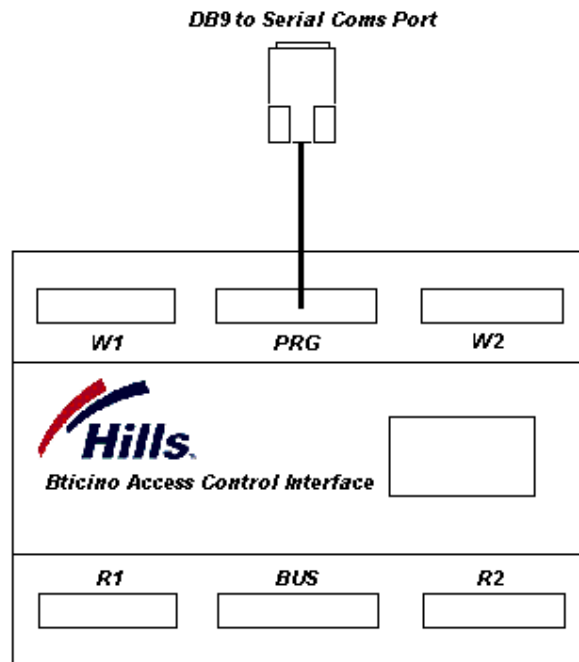 DB9 to Serial Coms Port
W1 PRG W2
Hills
Bticino Access Control Interface
R1 BUS R2